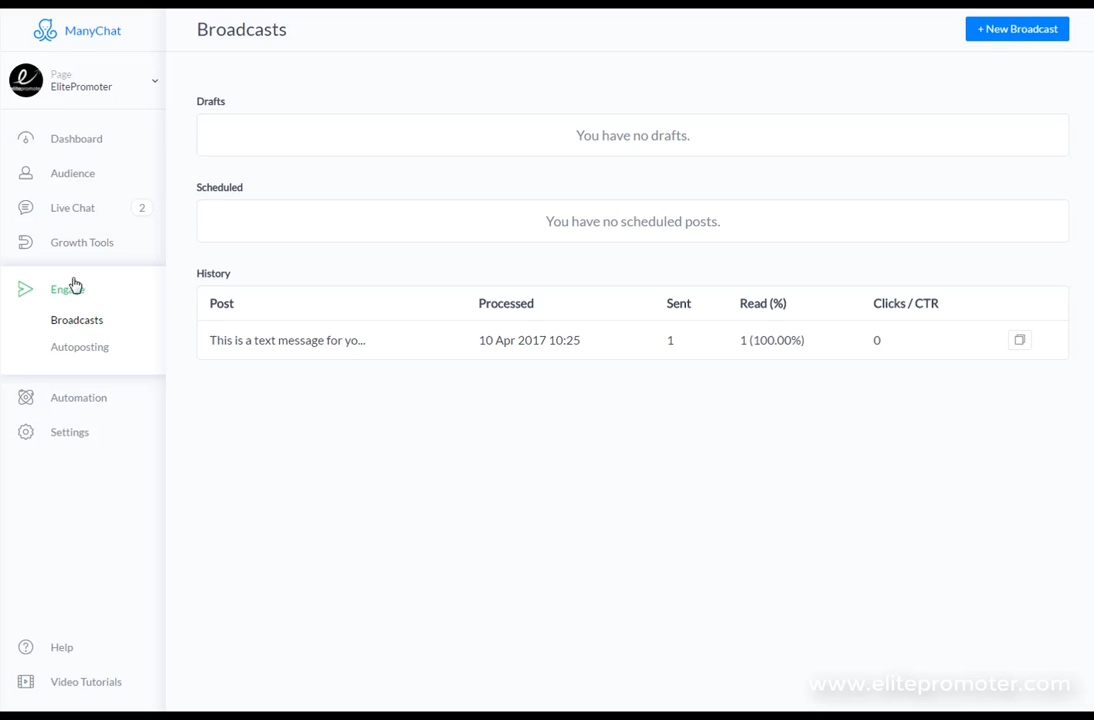 ManyChat
Broadcasts
+ New Broadcast
Page
ElitePromoter
Dashboard
Audience
Live Chat 2
Growth Tools
Engage
Broadcasts
Autoposting
Automation
Settings
Help
Video Tutorials
Drafts
You have no drafts.
Scheduled
You have no scheduled posts.
History
Post Processed Sent Read (%) Clicks / CTR
This is a text message for yo... 10 Apr 2017 10:25 1 1 (100.00%) 0
www.elitepromoter.com